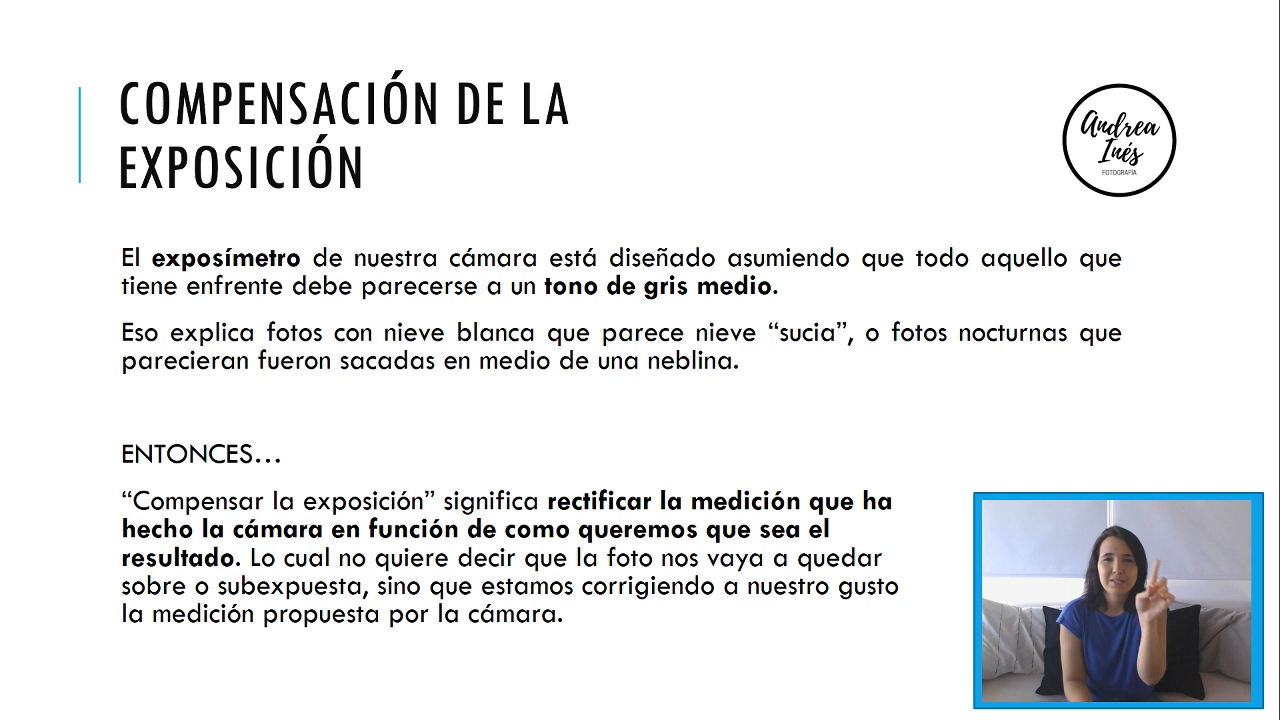 COMPENSACIÓN DE LA
EXPOSICIÓN
Andrea
Inés
FOTOGRAFÍA
El exposímetro de nuestra cámara está diseñado asumiendo que todo aquello que
tiene enfrente debe parecerse a un tono de gris medio.
Eso explica fotos con nieve blanca que parece nieve “sucia”, o fotos nocturnas que
parecieran fueron sacadas en medio de una neblina.
ENTONCES…
“Compensar la exposición” significa rectificar la medición que ha
hecho la cámara en función de como queremos que sea el
resultado. Lo cual no quiere decir que la foto nos vaya a quedar
sobre o subexpuesta, sino que estamos corrigiendo a nuestro gusto
la medición propuesta por la cámara.